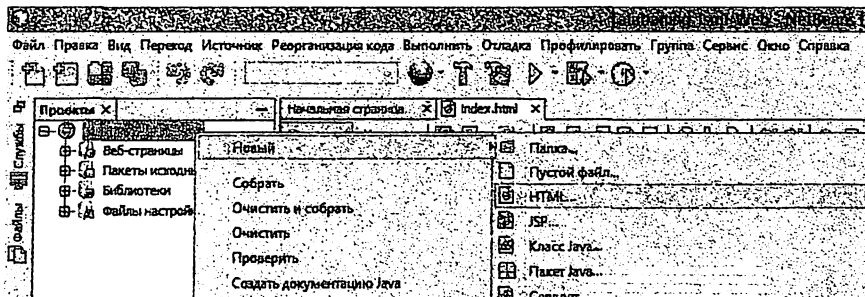 Файл Правка Вид Переход Источник Реорганизация кода Выполнить Отладка Профилировать Группа Сервис Окно Справка
Проекты
Начальная страница
index.html
Службы
Файлы
Веб-страницы
Пакеты исходны
Библиотеки
Файлы настрой
Новый
Собрать
Очистить и собрать
Очистить
Проверить
Создать документацию Java
Папка...
Пустой файл...
HTML...
JSP...
Класс Java...
Пакет Java...